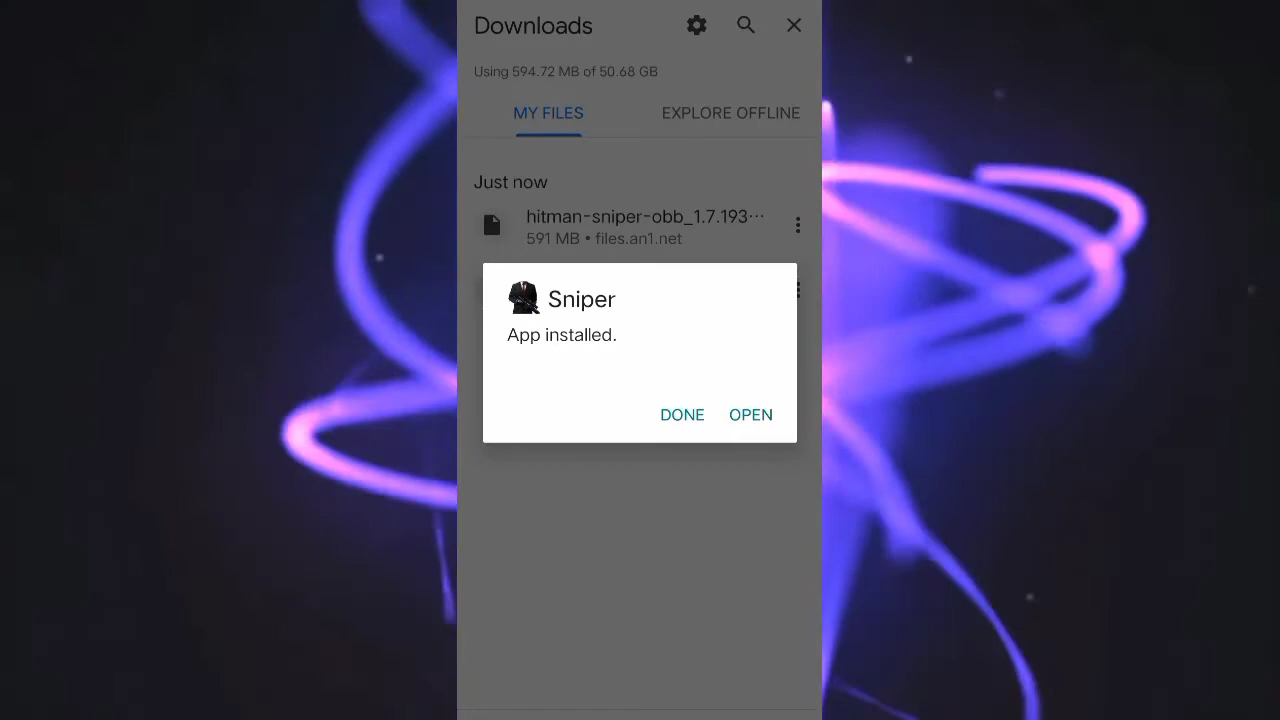 Downloads
Using 594.72 MB of 50.68 GB
MY FILES
EXPLORE OFFLINE
Just now
hitman-sniper-obb_1.7.193…
591 MB • files.an1.net
Sniper
App installed.
DONE
OPEN